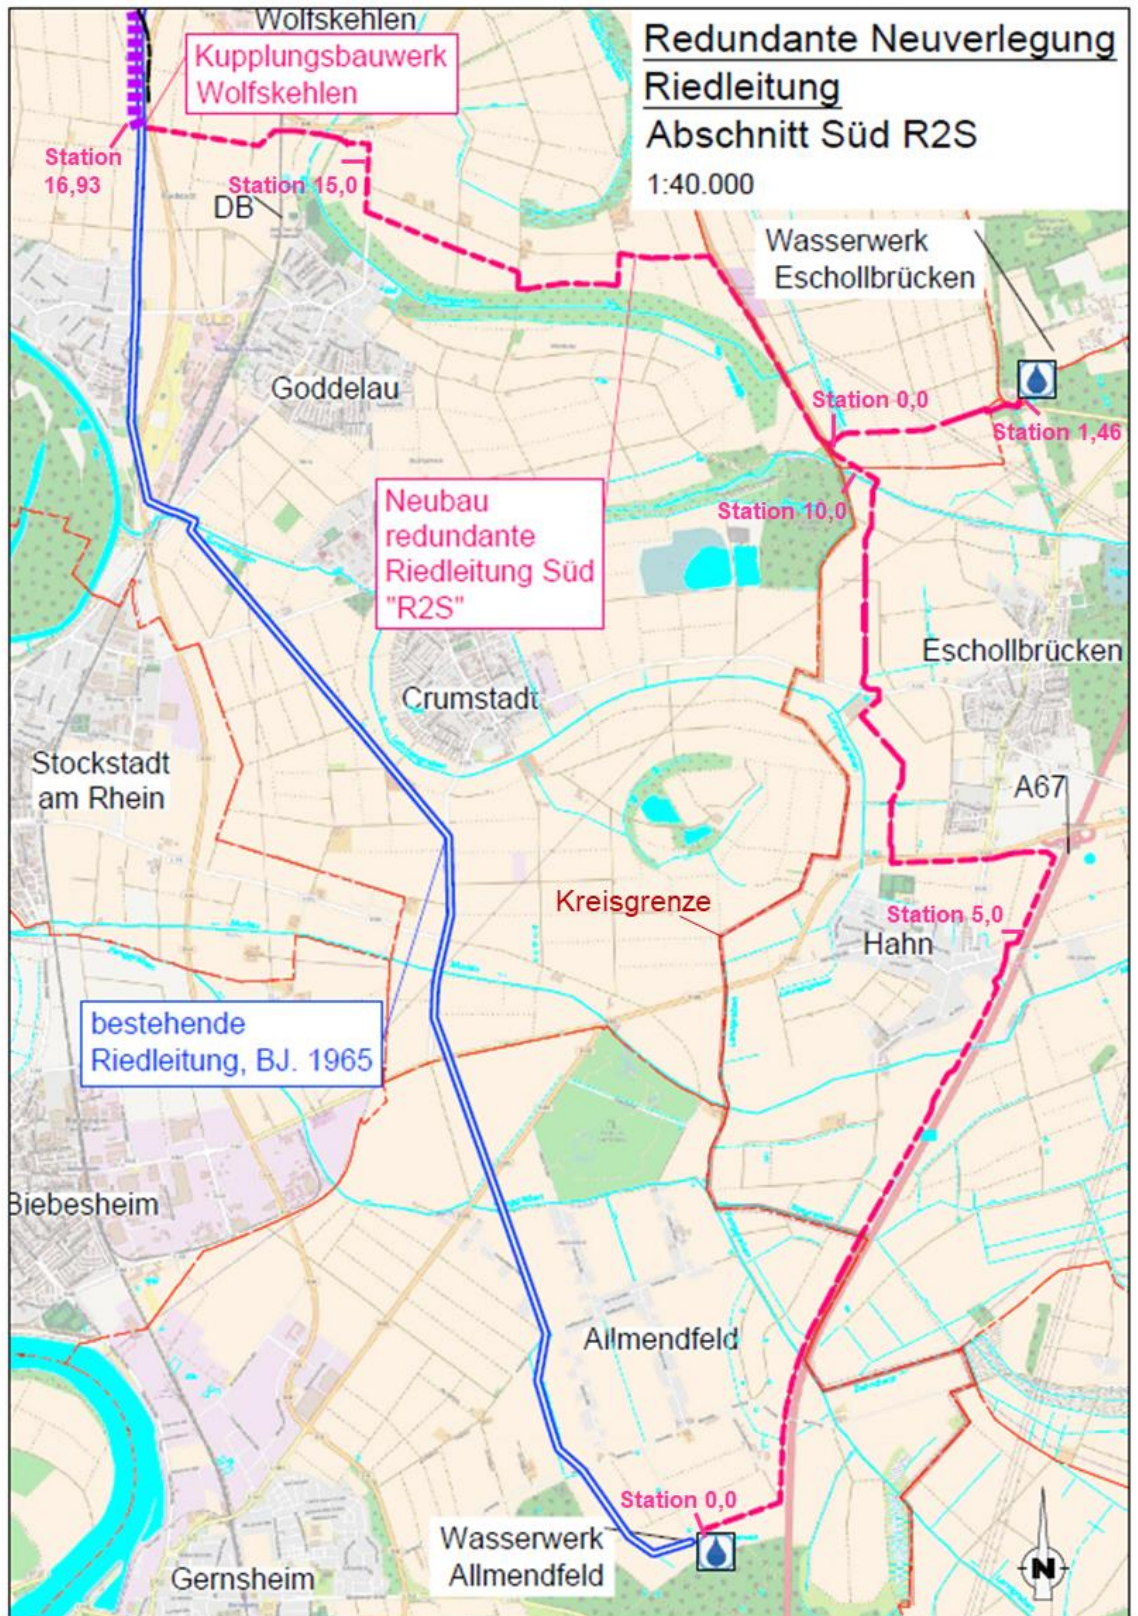 Wolfskehlen
Kupplungsbauwerk
Wolfskehlen
Redundante Neuverlegung
Riedleitung
Abschnitt Süd R2S
1:40.000
Station
16,93
Station 15,0
DB
Wasserwerk
Eschollbrücken
Goddelau
Station 0,0
Station 1,46
Neubau
redundante
Riedleitung Süd
"R2S"
Station 10,0
Eschollbrücken
Crumstadt
Stockstadt
am Rhein
A67
Kreisgrenze
Station 5,0
Hahn
bestehende
Riedleitung, BJ. 1965
Biebesheim
Allmendfeld
Station 0,0
Wasserwerk
Allmendfeld
Gernsheim
N